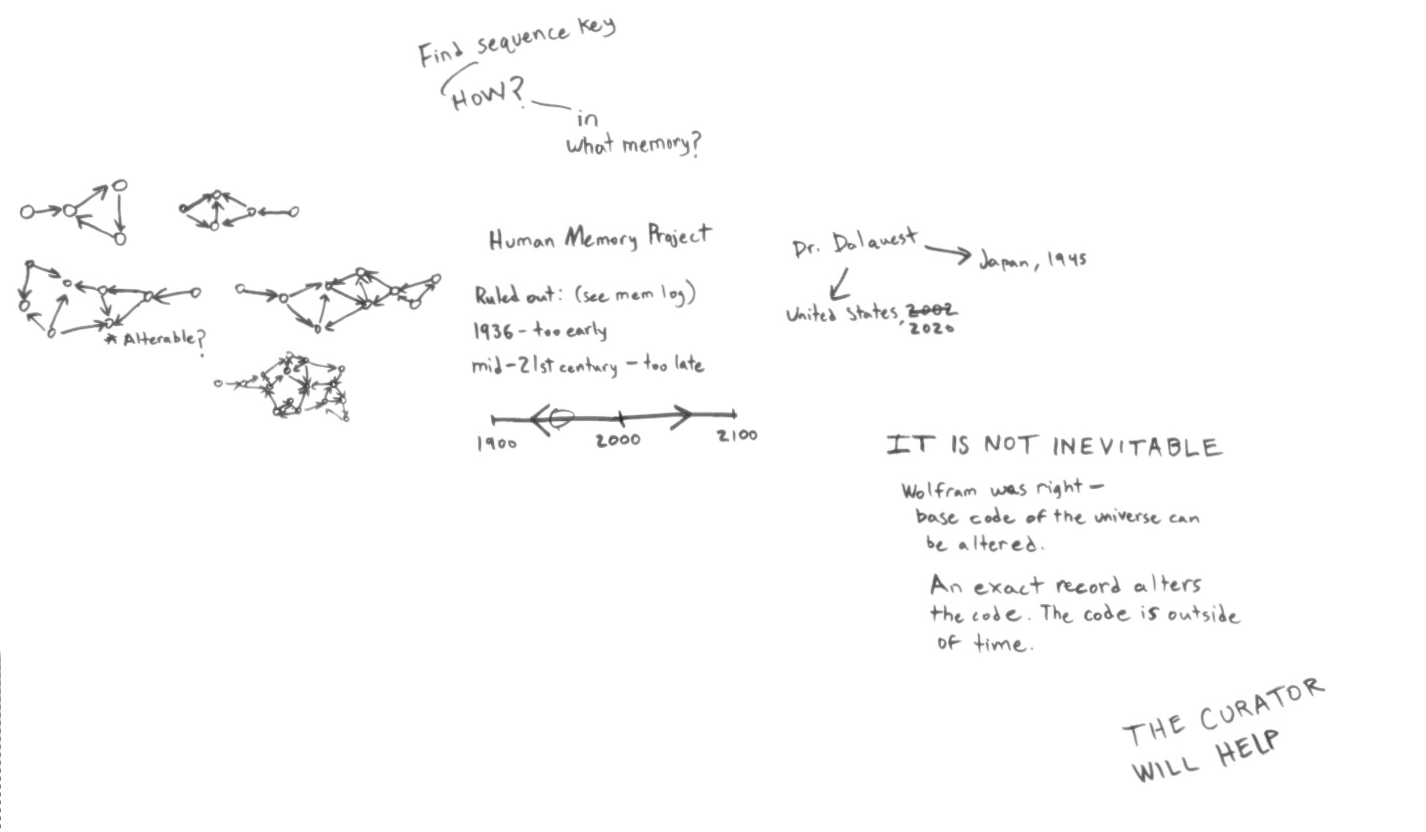 Find sequence key
HOW?
in
what memory?
Human Memory Project
Ruled out: (see mem log)
1936 - too early
mid-21st century - too late
1900 2000 2100
* Alterable?
Dr. Dalquest
Japan, 1945
United States, 2002
2020
IT IS NOT INEVITABLE
Wolfram was right -
base code of the universe can
be altered.
An exact record alters
the code. The code is outside
of time.
THE CURATOR
WILL HELP